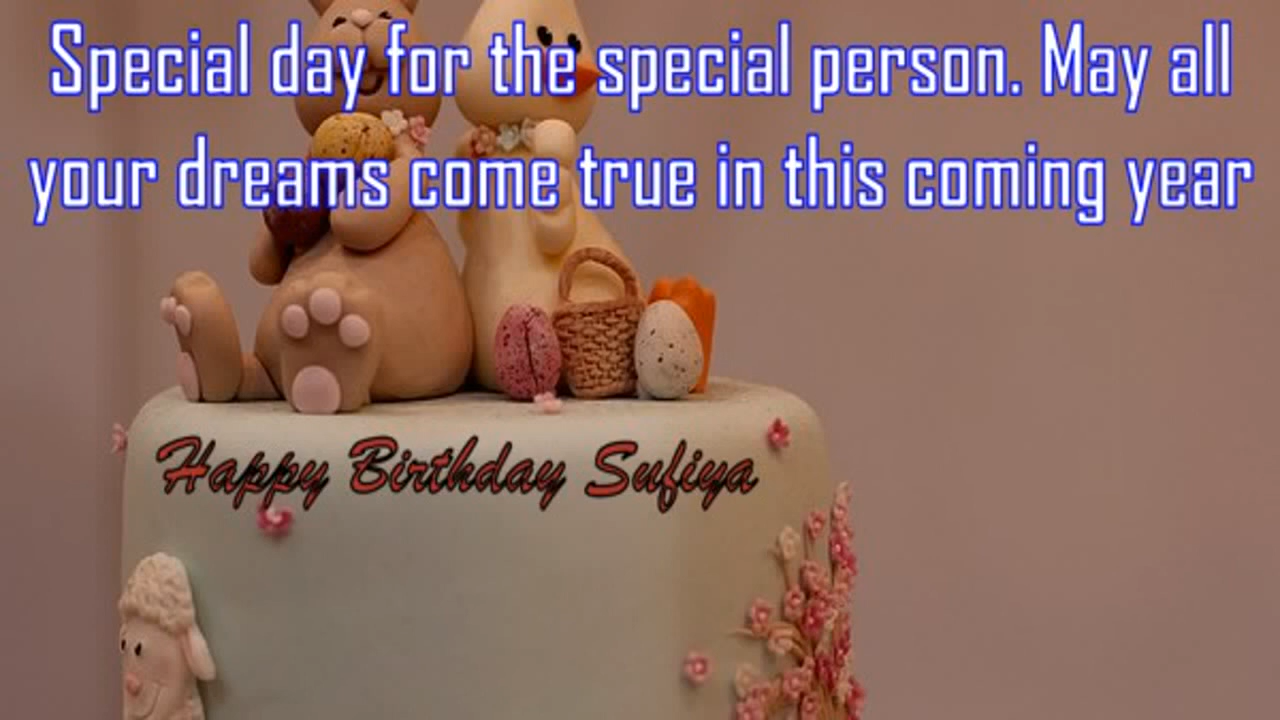 Special day for the special person. May all
your dreams come true in this coming year
Happy Birthday Sufiya